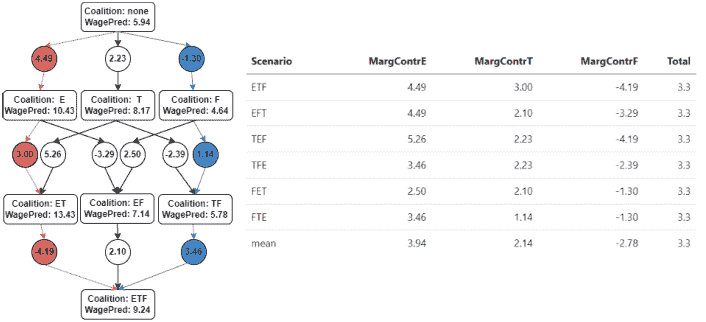 Coalition: none
WagePred: 5.94
4.49 2.23 -1.30
Coalition: E
WagePred: 10.43
Coalition: T
WagePred: 8.17
Coalition: F
WagePred: 4.64
3.00 5.26 -3.29 2.50 -2.39 1.14
Coalition: ET
WagePred: 13.43
Coalition: EF
WagePred: 7.14
Coalition: TF
WagePred: 5.78
-4.19 2.10 3.46
Coalition: ETF
WagePred: 9.24
Scenario MargContrE MargContrT MargContrF Total
ETF 4.49 3.00 -4.19 3.3
EFT 4.49 2.10 -3.29 3.3
TEF 5.26 2.23 -4.19 3.3
TFE 3.46 2.23 -2.39 3.3
FET 2.50 2.10 -1.30 3.3
FTE 3.46 1.14 -1.30 3.3
mean 3.94 2.14 -2.78 3.3